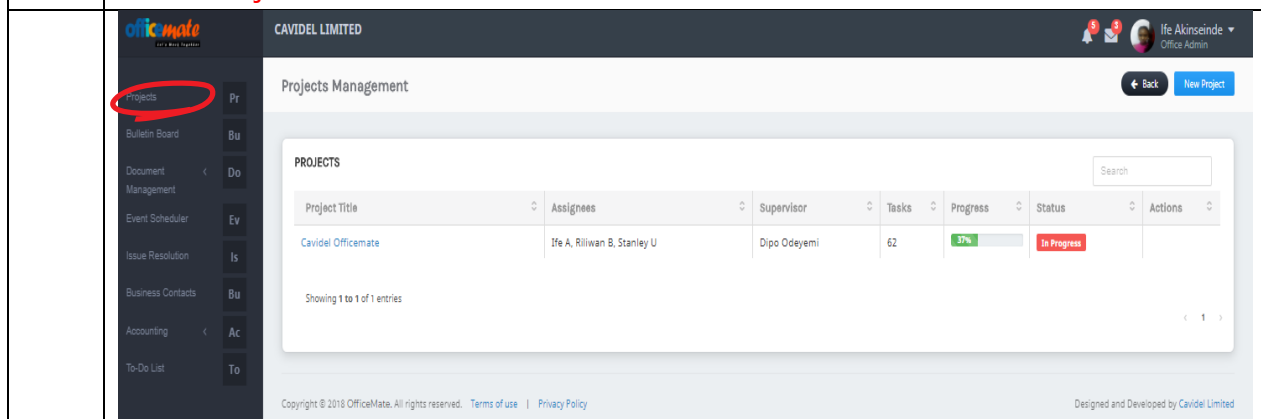 officemate
Let's Work Together
CAVIDEL LIMITED
5
3
Ife Akinseinde
Office Admin
Projects
Pr
Bulletin Board
Bu
Document
Management
Do
Event Scheduler
Ev
Issue Resolution
Is
Business Contacts
Bu
Accounting
Ac
To-Do List
To
Projects Management
Back
New Project
PROJECTS
Search
Project Title Assignees Supervisor Tasks Progress Status Actions
Cavidel Officemate Ife A, Riliwan B, Stanley U Dipo Odeyemi 62 37% In Progress
Showing 1 to 1 of 1 entries
1
Copyright © 2018 OfficeMate. All rights reserved. Terms of use | Privacy Policy
Designed and Developed by Cavidel Limited